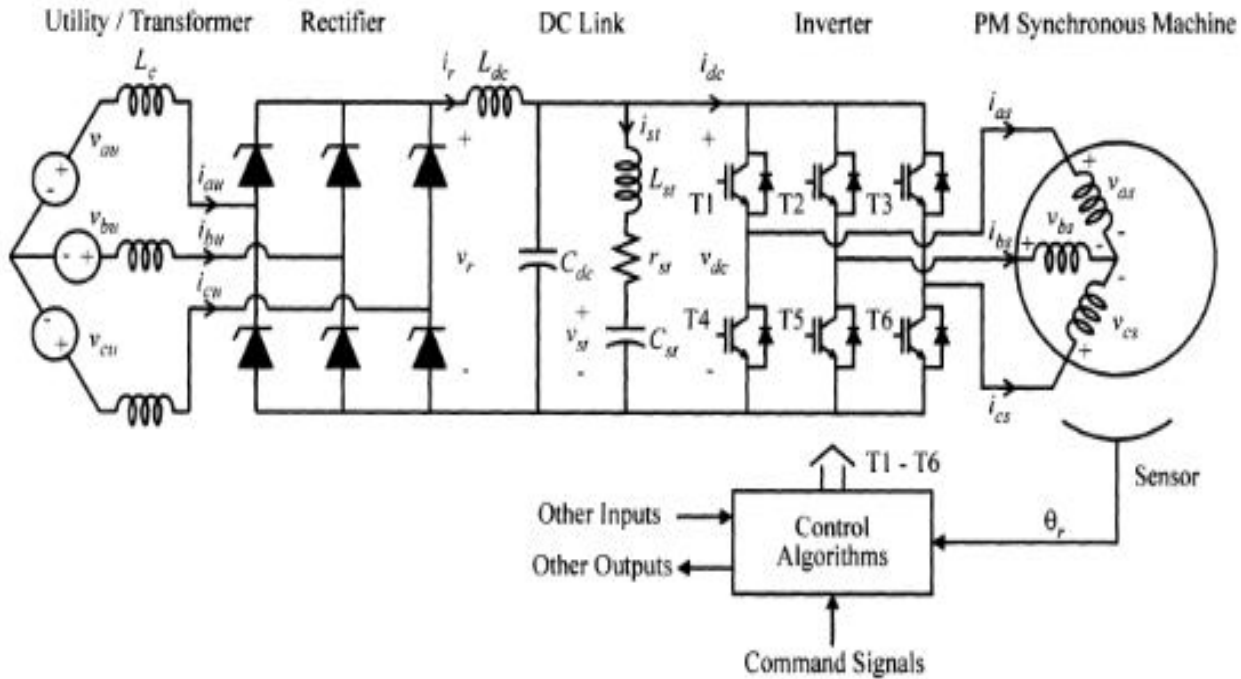 Utility / Transformer
Rectifier
DC Link
Inverter
PM Synchronous Machine
L_c
i_r
L_dc
i_dc
i_as
v_au
+
-
i_au
+
i_st
L_st
+
T1
T2
T3
+
v_as
v_bu
-
+
i_bu
i_bs
v_bs
+
-
-
v_r
C_dc
r_st
v_dc
-
v_cu
-
+
i_cu
+
v_st
-
C_st
T4
T5
T6
-
-
v_cs
+
i_cs
T1 - T6
Sensor
Other Inputs
Other Outputs
Control
Algorithms
θ_r
Command Signals